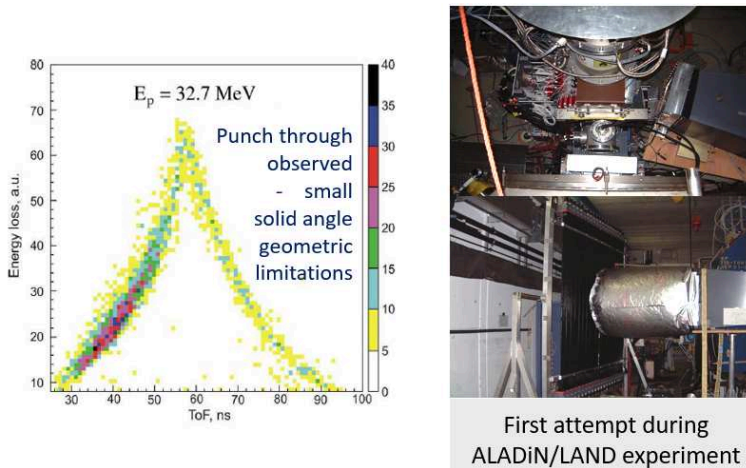 E_p = 32.7 MeV
Punch through
observed
- small
solid angle
geometric
limitations
Energy loss, a.u.
80
70
60
50
40
30
20
10
30 40 50 60 70 80 90 100
ToF, ns
40
35
30
25
20
15
10
5
0
First attempt during
ALADiN/LAND experiment